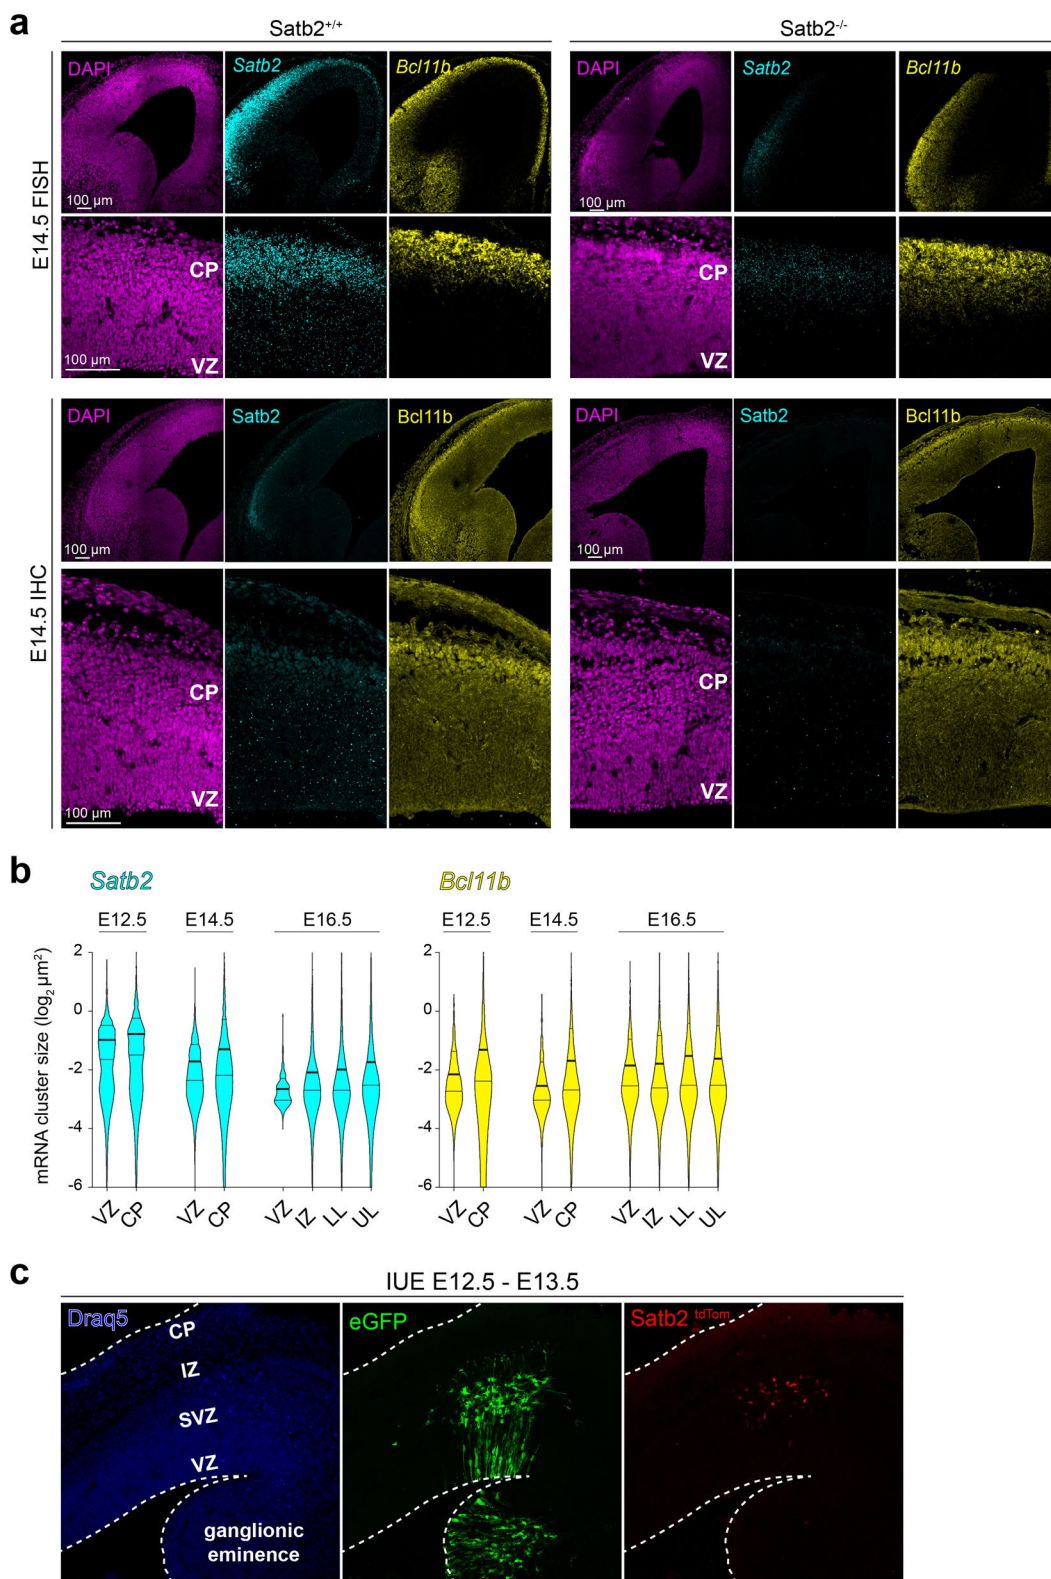 a
Satb2+/+
Satb2-/-
E14.5 FISH
DAPI
Satb2
Bcl11b
DAPI
Satb2
Bcl11b
100 µm
100 µm
CP
VZ
100 µm
CP
VZ
E14.5 IHC
DAPI
Satb2
Bcl11b
DAPI
Satb2
Bcl11b
100 µm
100 µm
CP
VZ
100 µm
CP
VZ
b
Satb2
Bcl11b
E12.5 E14.5 E16.5
E12.5 E14.5 E16.5
mRNA cluster size (log2 µm²)
2
0
-2
-4
-6
VZ CP VZ CP VZ IZ LL UL
2
0
-2
-4
-6
VZ CP VZ CP VZ IZ LL UL
c
IUE E12.5 - E13.5
Draq5
eGFP
Satb2 tdTom
CP
IZ
SVZ
VZ
ganglionic
eminence